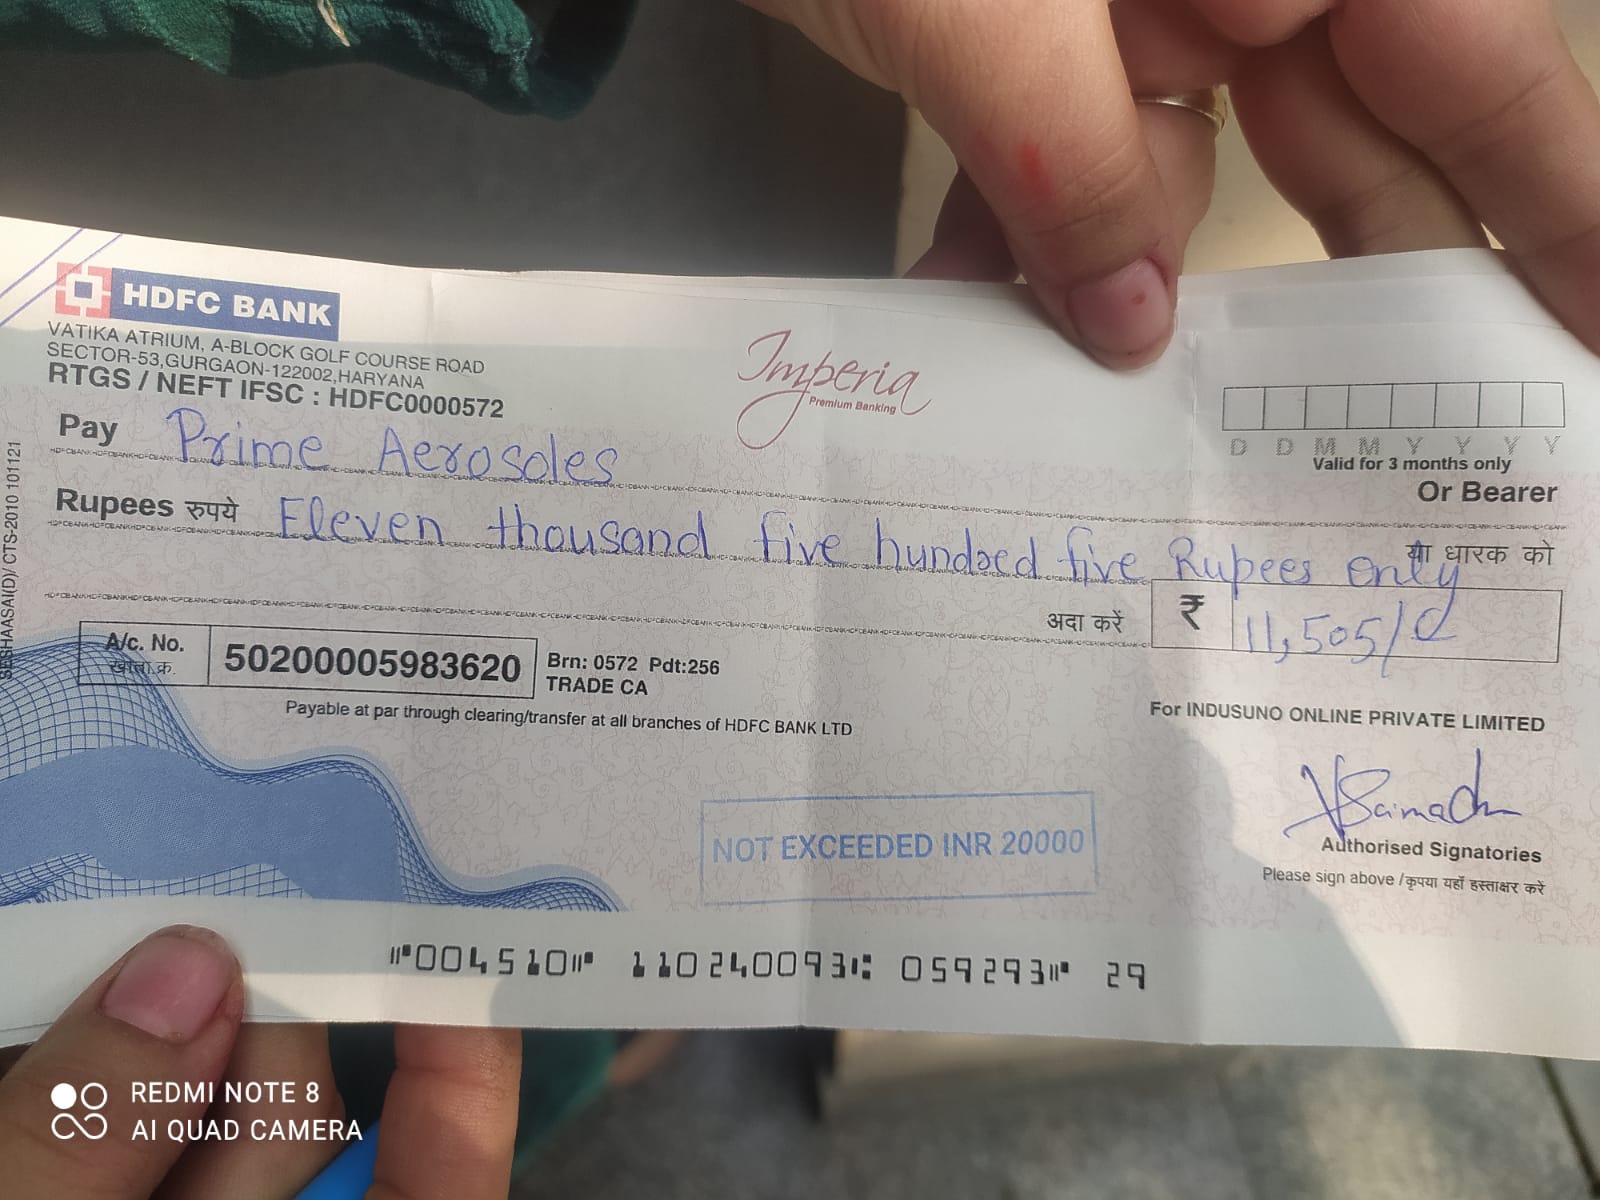 HDFC BANK
VATIKA ATRIUM, A-BLOCK GOLF COURSE ROAD
SECTOR-53,GURGAON-122002,HARYANA
RTGS / NEFT IFSC : HDFC0000572
Imperia
Premium Banking
D D M M Y Y Y Y
Valid for 3 months only
Pay Prime Aerosoles
Or Bearer
Rupees रुपये Eleven thousand five hundred five Rupees only
या धारक को
अदा करें ₹ 11,505/-
A/c. No.
खाता क्र.
50200005983620
Brn: 0572 Pdt:256
TRADE CA
Payable at par through clearing/transfer at all branches of HDFC BANK LTD
For INDUSUNO ONLINE PRIVATE LIMITED
NOT EXCEEDED INR 20000
Authorised Signatories
Please sign above /कृपया यहाँ हस्ताक्षर करें
⑈004510⑈ 110240093⑆ 059293⑈ 29
CTS-2010 101121
REDMI NOTE 8
AI QUAD CAMERA